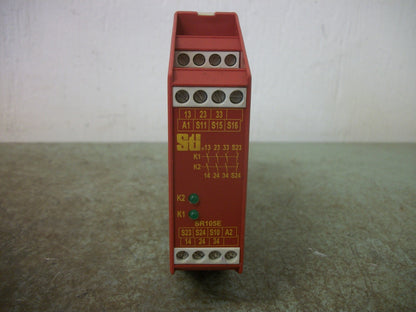 13 23 33
A1 S11 S15 S16
sti
13 23 33 S23
K1
K2
14 24 34 S24
K2
K1
SR105E
S23 S24 S10 A2
14 24 34